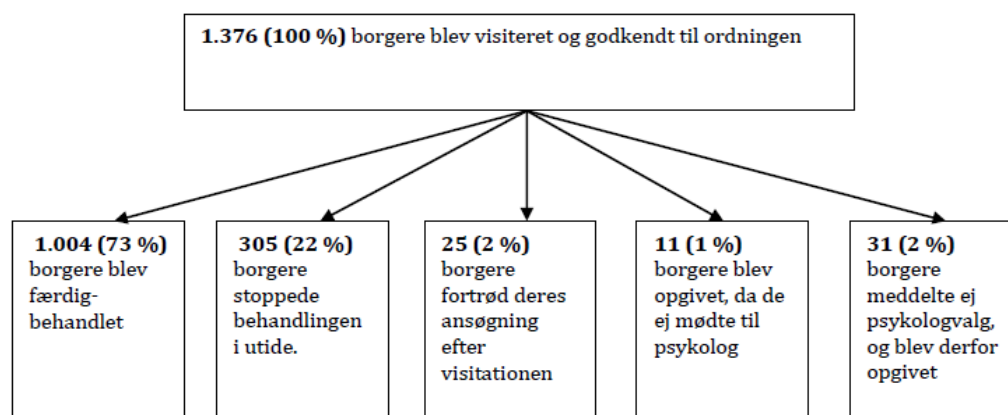 1.376 (100 %) borgere blev visiteret og godkendt til ordningen
1.004 (73 %)
borgere blev
færdig-
behandlet
305 (22 %)
borgere
stoppede
behandlingen
i utide.
25 (2 %)
borgere
fortrød deres
ansøgning
efter
visitationen
11 (1 %)
borgere blev
opgivet, da de
ej mødte til
psykolog
31 (2 %)
borgere
meddelte ej
psykologvalg,
og blev derfor
opgivet